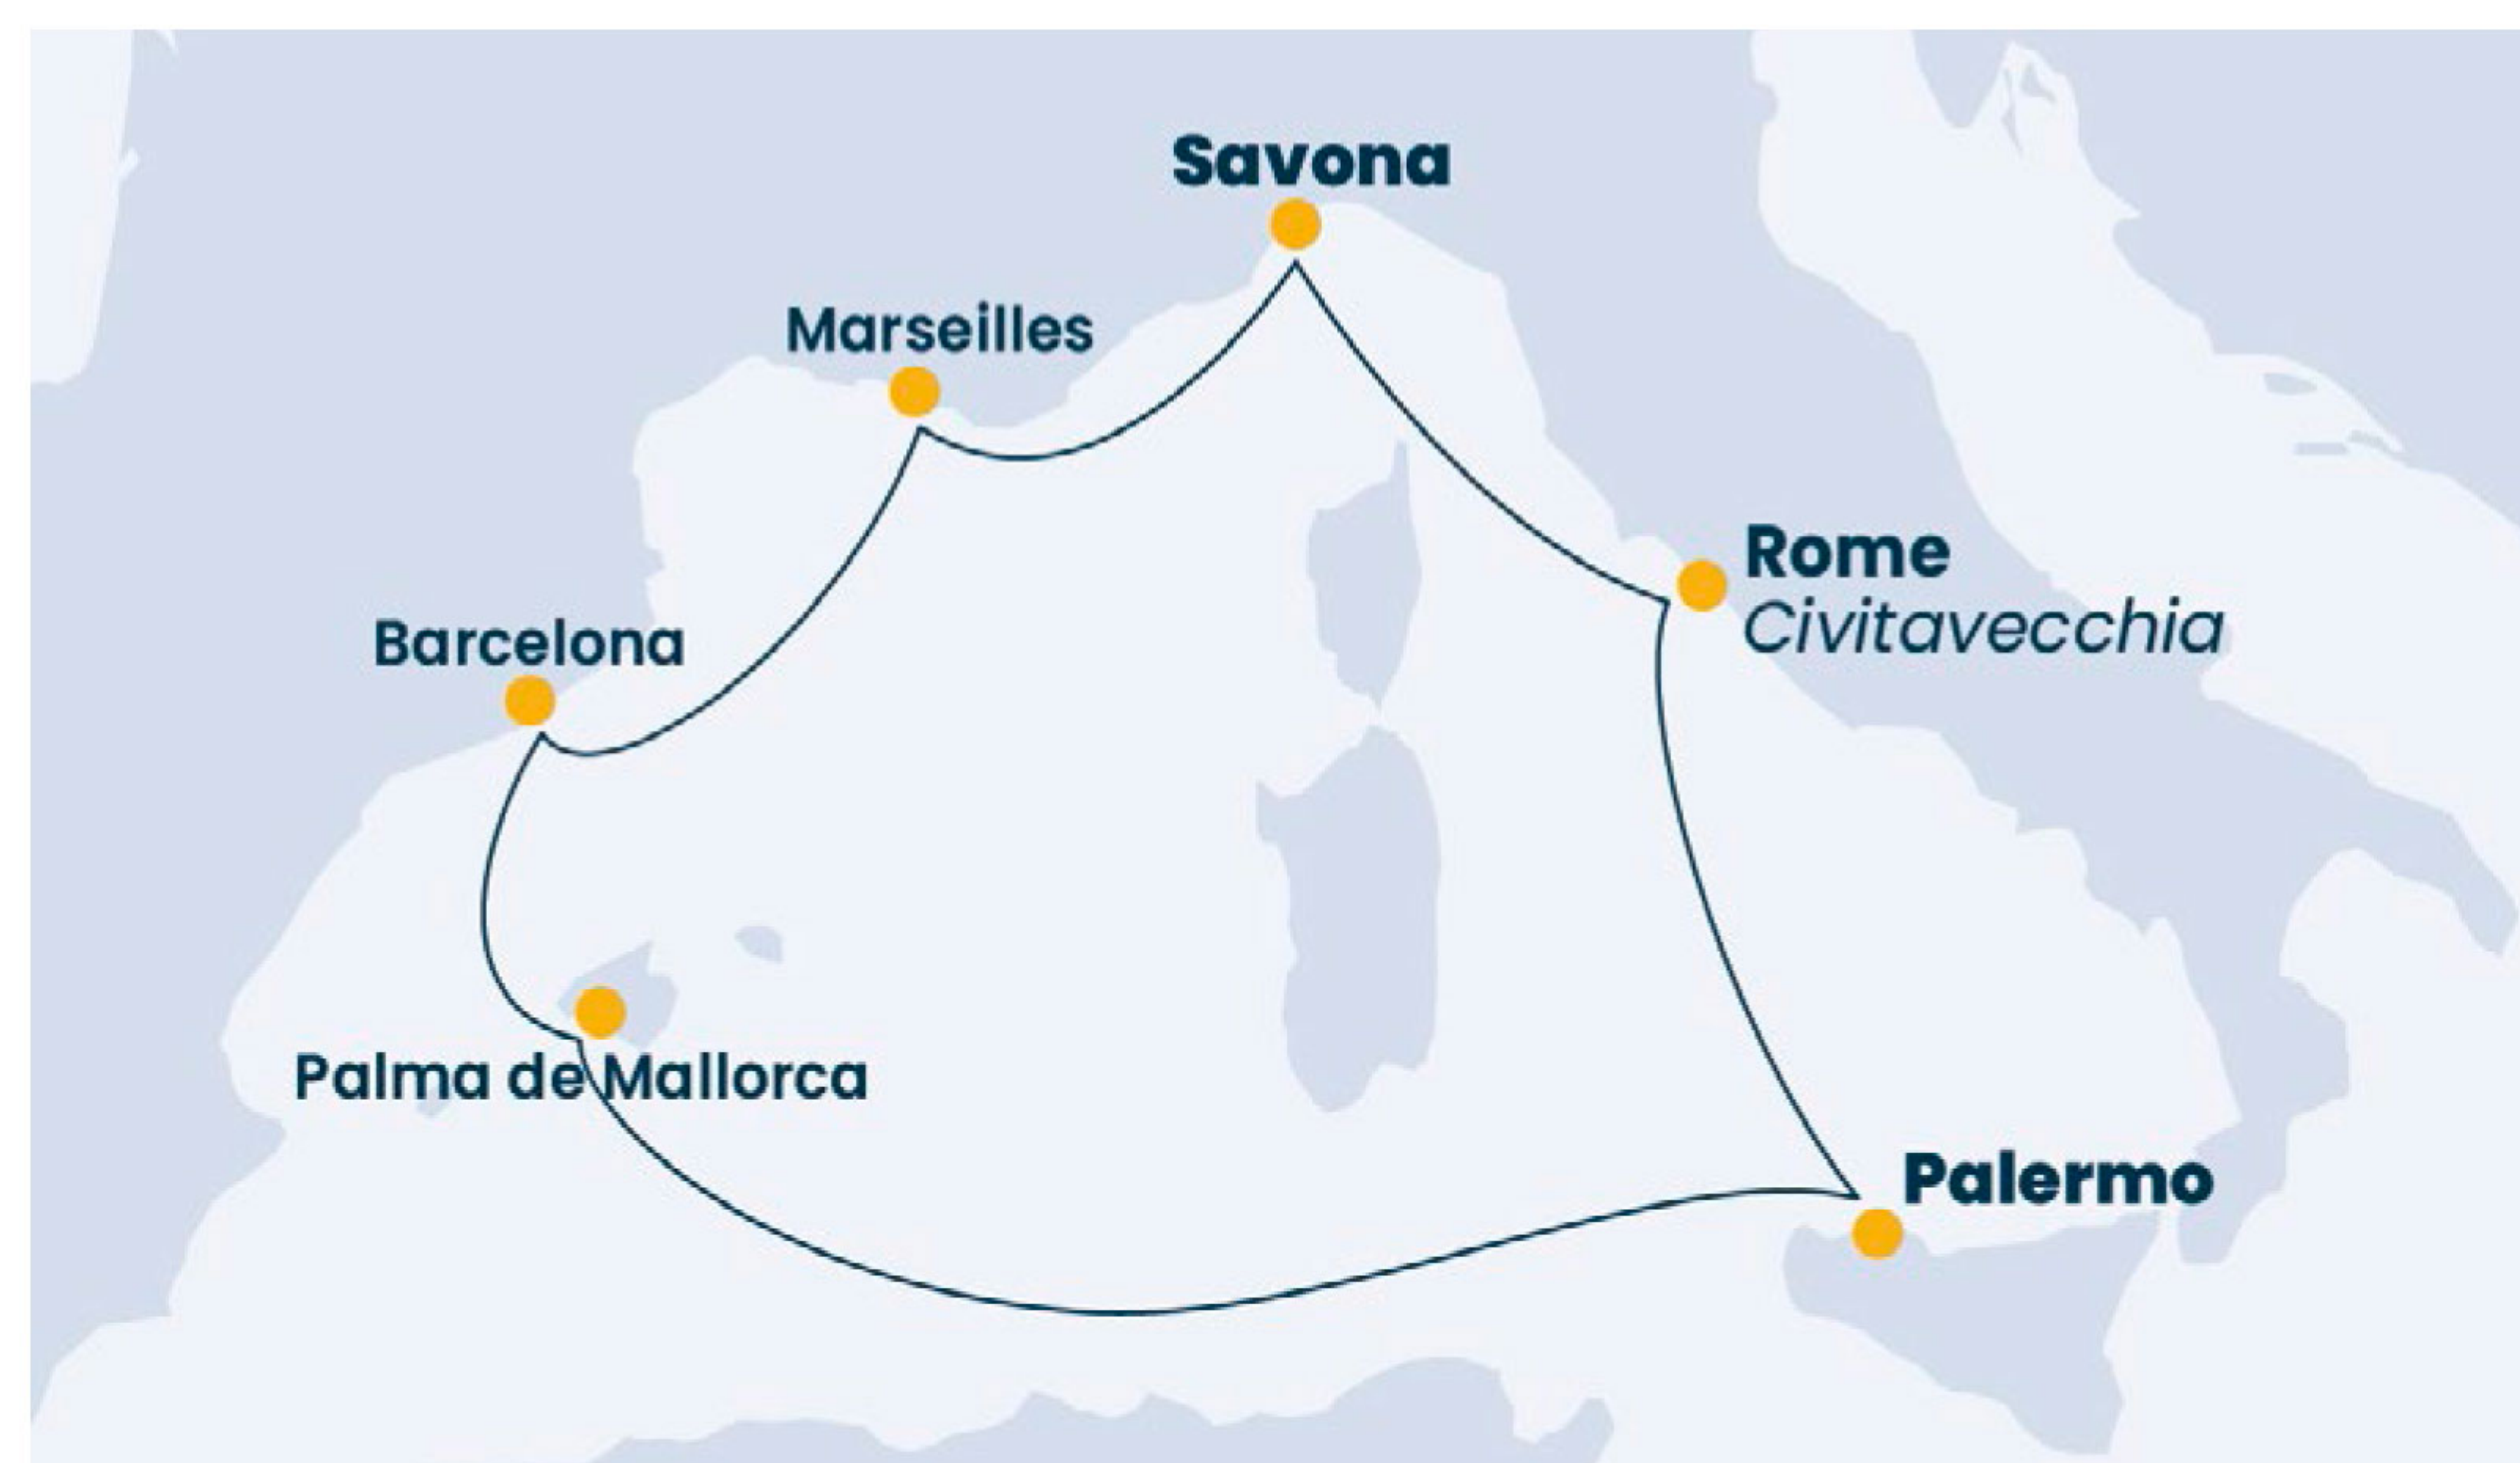 Savona
Marseilles
Rome
Civitavecchia
Barcelona
Palma de Mallorca
Palermo